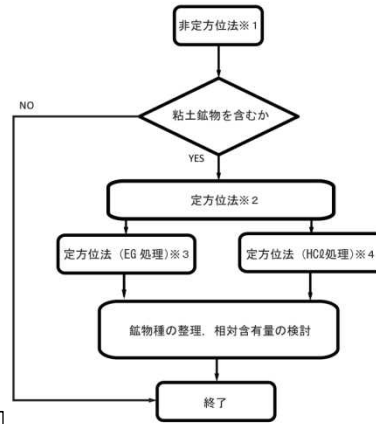 非定方位法※1
粘土鉱物を含むか
NO
YES
定方位法※2
定方位法（EG 処理）※3
定方位法（HCℓ処理）※4
鉱物種の整理，相対含有量の検討
終了